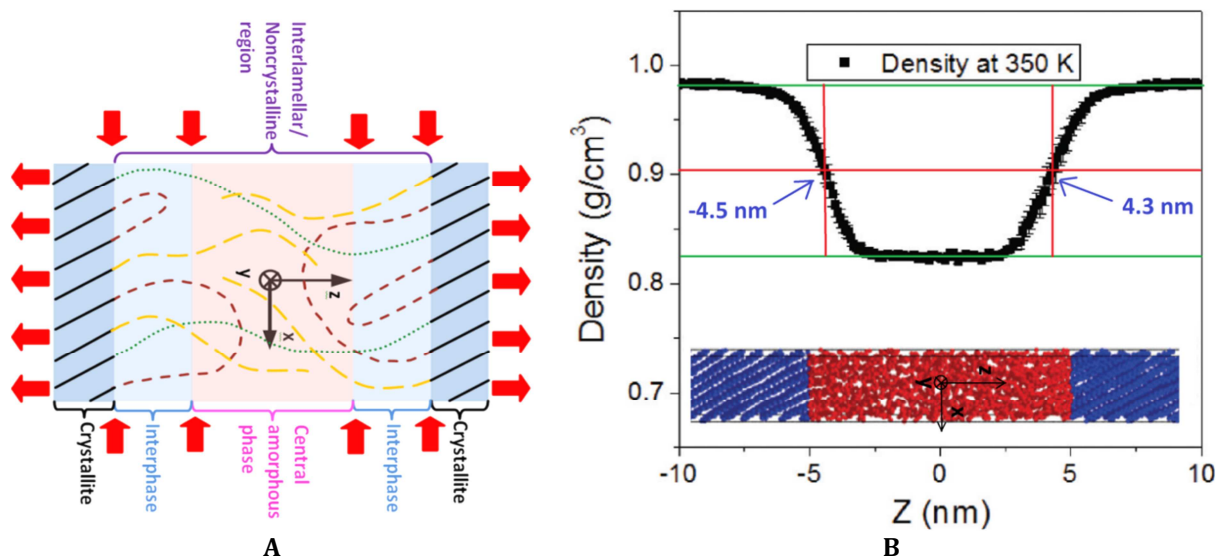 Interlamellar/
Noncrystalline
region
y
z
x
Crystallite
Interphase
Central
amorphous
phase
Interphase
Crystallite
A
Density at 350 K
1.0
0.9
0.8
0.7
Density (g/cm³)
-4.5 nm
4.3 nm
y
z
x
-10
-5
0
5
10
Z (nm)
B